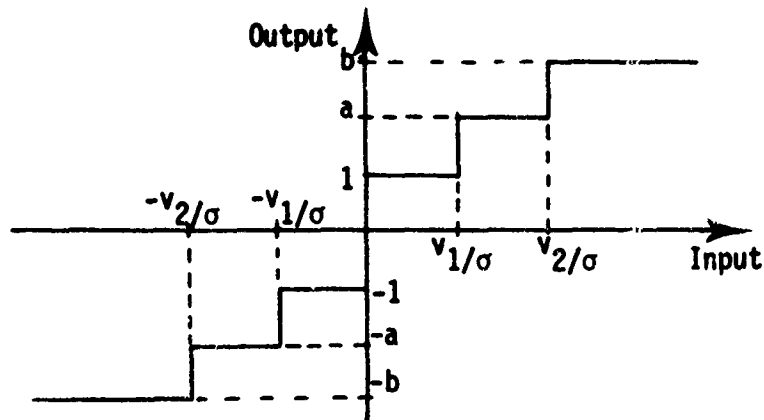 Output
b
a
1
-v2/σ
-v1/σ
v1/σ
v2/σ
Input
-1
-a
-b